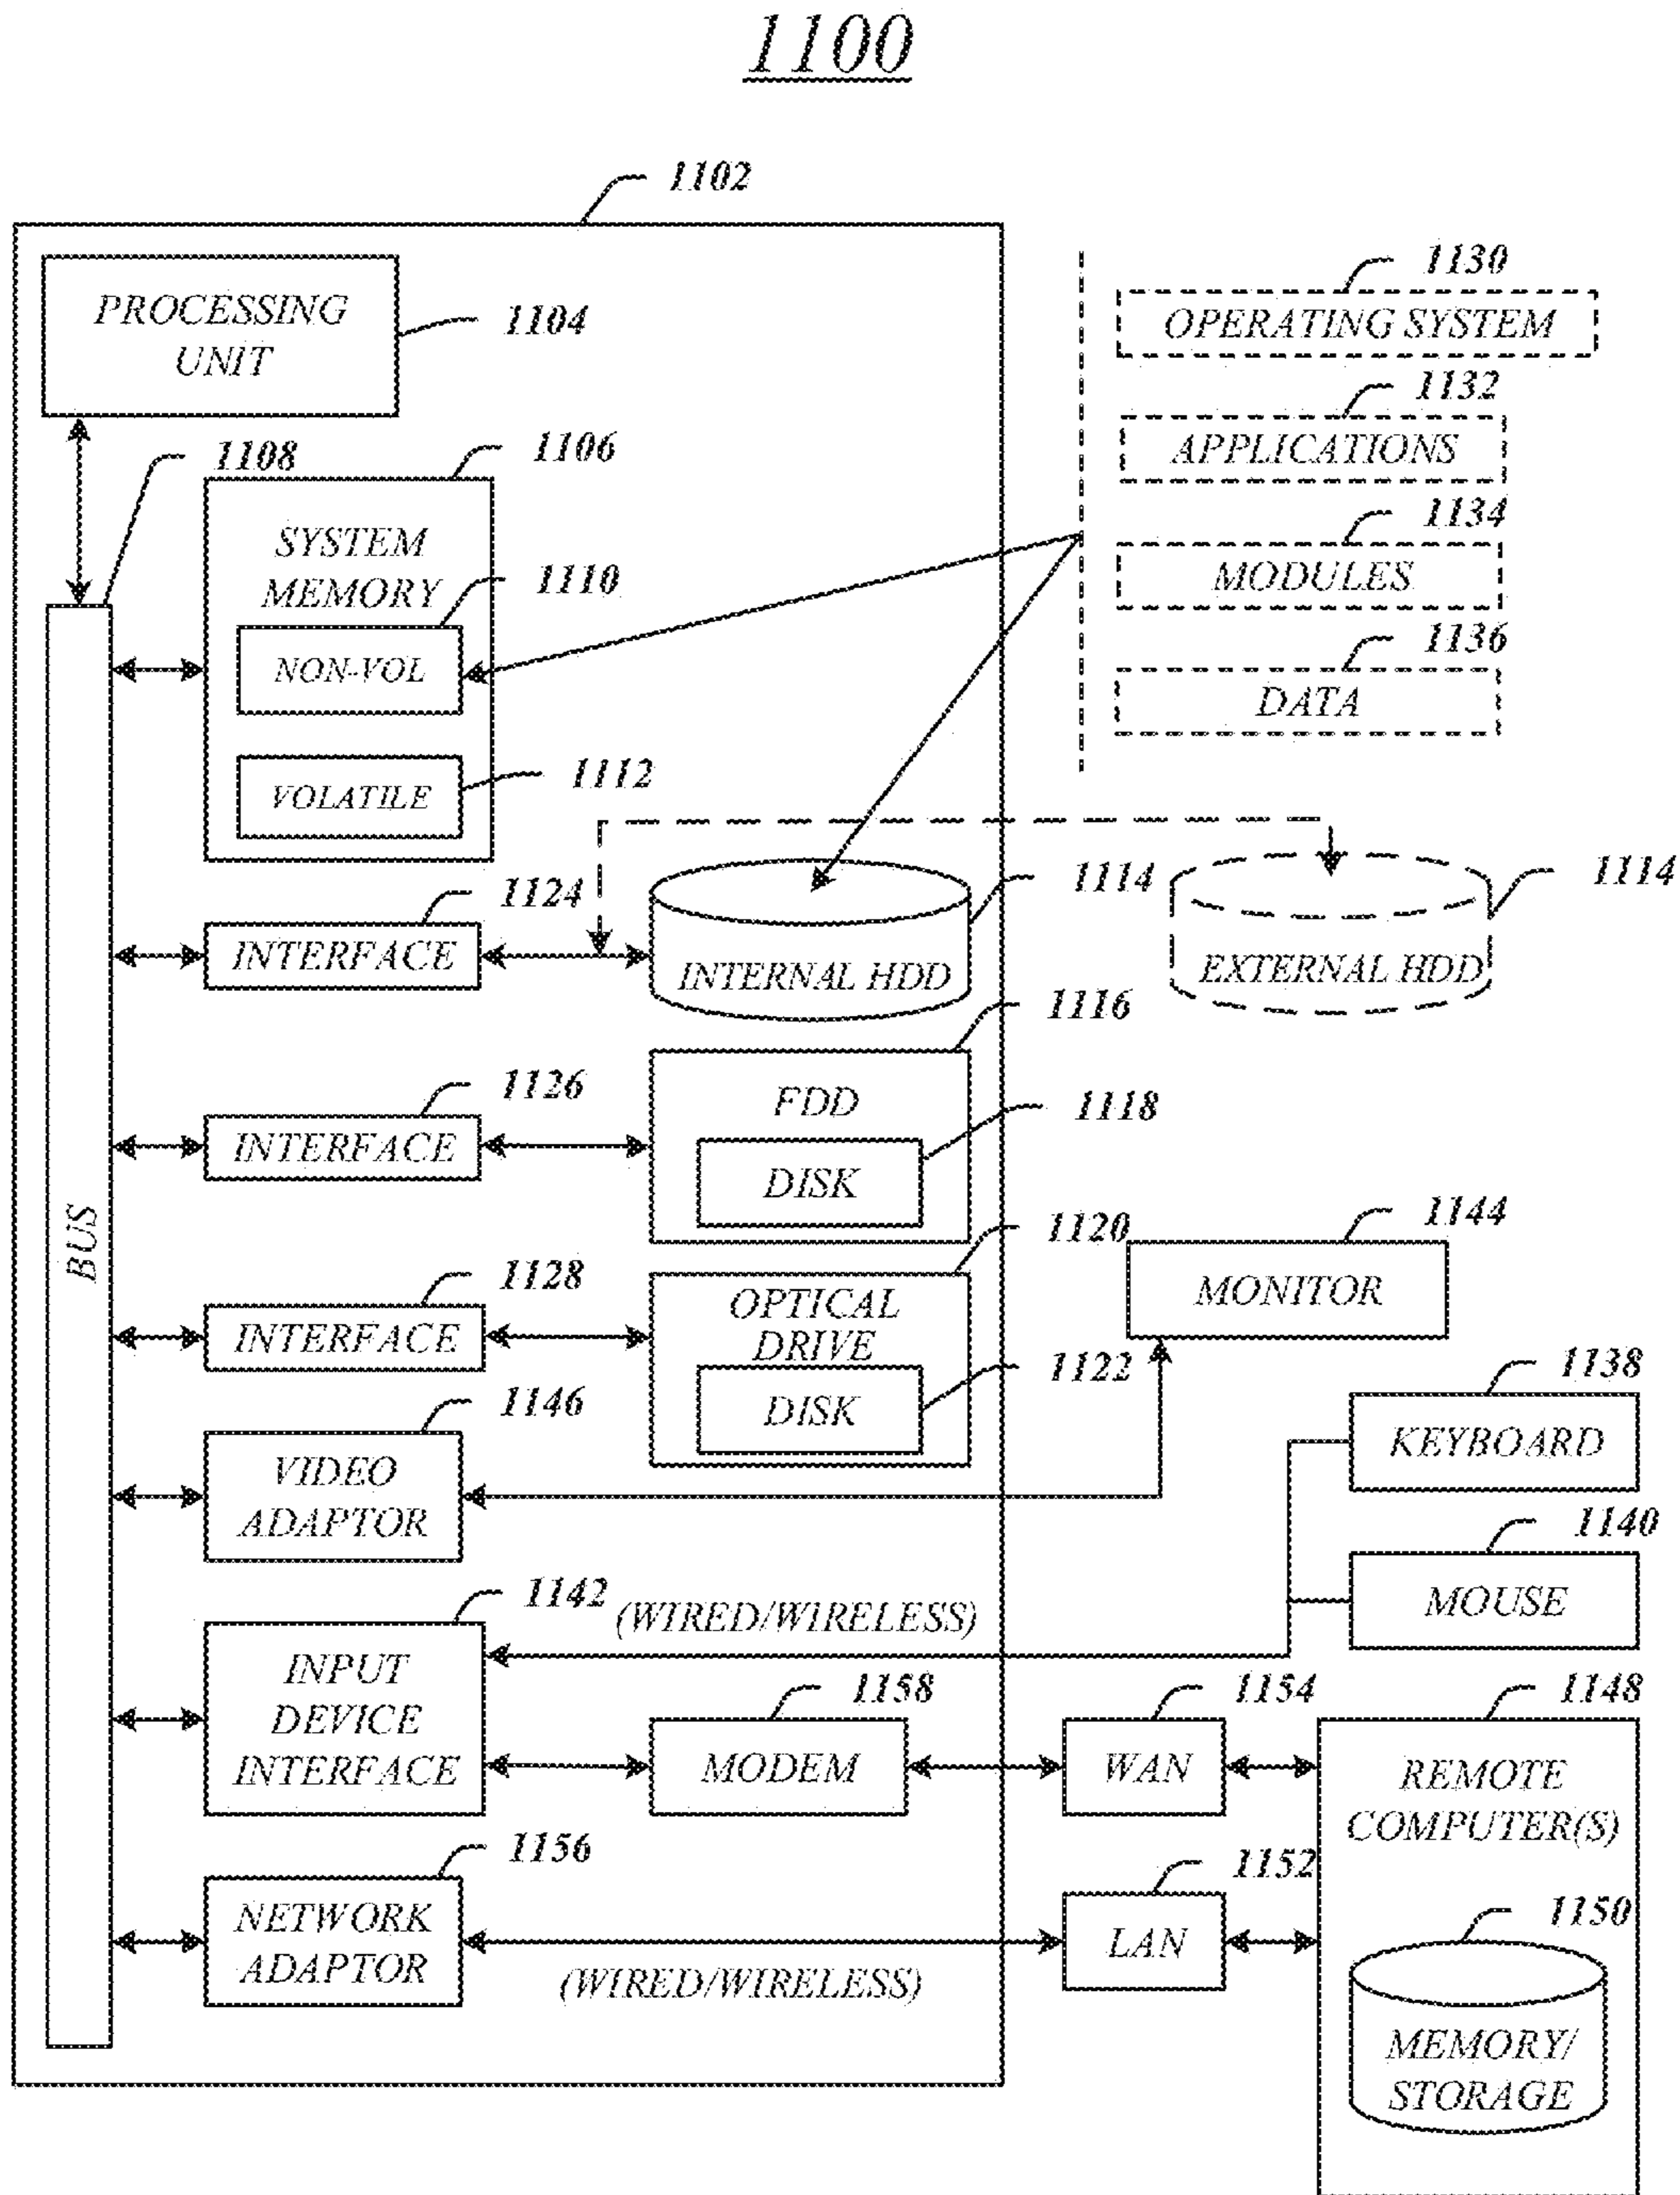 1100
1102
PROCESSING
UNIT
1104
1130
OPERATING SYSTEM
1132
APPLICATIONS
1134
MODULES
1136
DATA
1108
1106
SYSTEM
MEMORY
1110
NON-VOL
1112
VOLATILE
BUS
1124
INTERFACE
1114
INTERNAL HDD
1114
EXTERNAL HDD
1126
INTERFACE
1116
FDD
1118
DISK
1128
INTERFACE
1120
OPTICAL
DRIVE
1122
DISK
1144
MONITOR
1146
VIDEO
ADAPTOR
1138
KEYBOARD
1140
MOUSE
1142
(WIRED/WIRELESS)
INPUT
DEVICE
INTERFACE
1158
MODEM
1154
WAN
1148
REMOTE
COMPUTER(S)
1156
NETWORK
ADAPTOR
(WIRED/WIRELESS)
1152
LAN
1150
MEMORY/
STORAGE